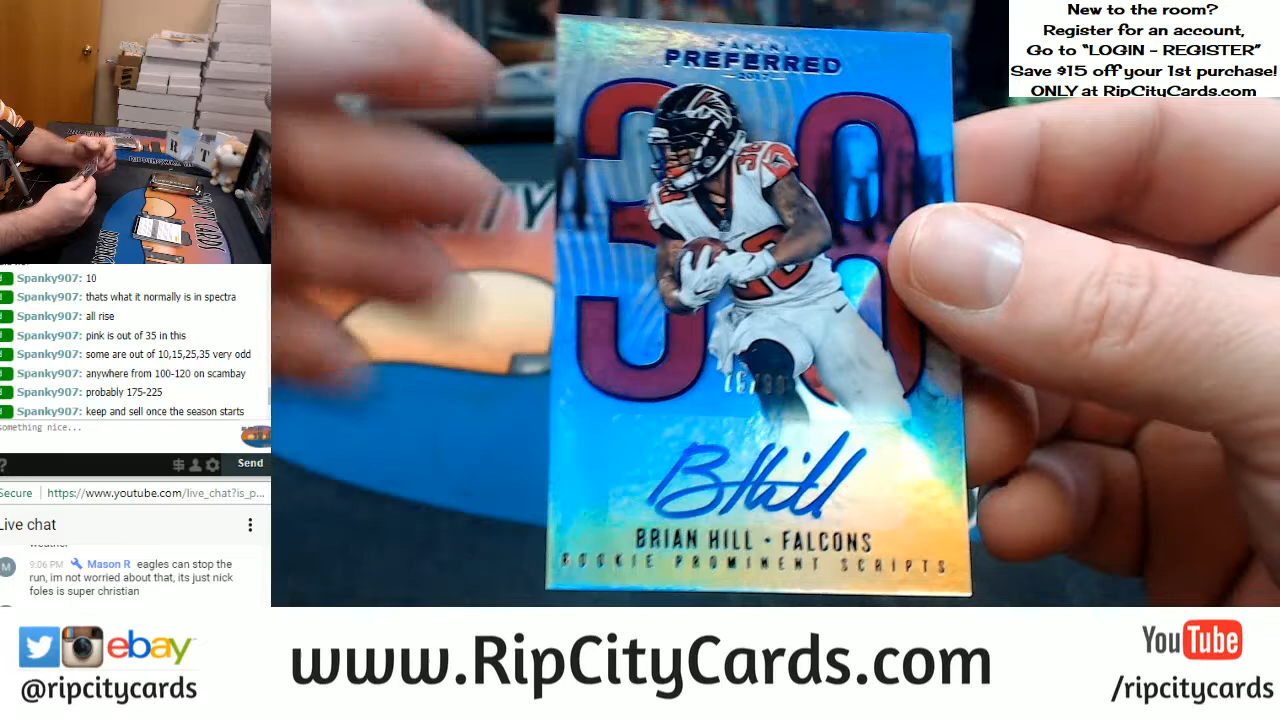 New to the room?
Register for an account,
Go to “LOGIN - REGISTER”
Save $15 off your 1st purchase!
ONLY at RipCityCards.com
PANINI
PREFERRED
2017
38
38
BRIAN HILL • FALCONS
ROOKIE PROMINENT SCRIPTS
B Hill
R T
Spanky907: 10
Spanky907: thats what it normally is in spectra
Spanky907: all rise
Spanky907: pink is out of 35 in this
Spanky907: some are out of 10,15,25,35 very odd
Spanky907: anywhere from 100-120 on scambay
Spanky907: probably 175-225
Spanky907: keep and sell once the season starts
something nice...
? $ Send
Secure https://www.youtube.com/live_chat?is_p...
Live chat
M 9:06 PM Mason R eagles can stop the
run, im not worried about that, its just nick
foles is super christian
ebay
@ripcitycards
www.RipCityCards.com
YouTube
/ripcitycards